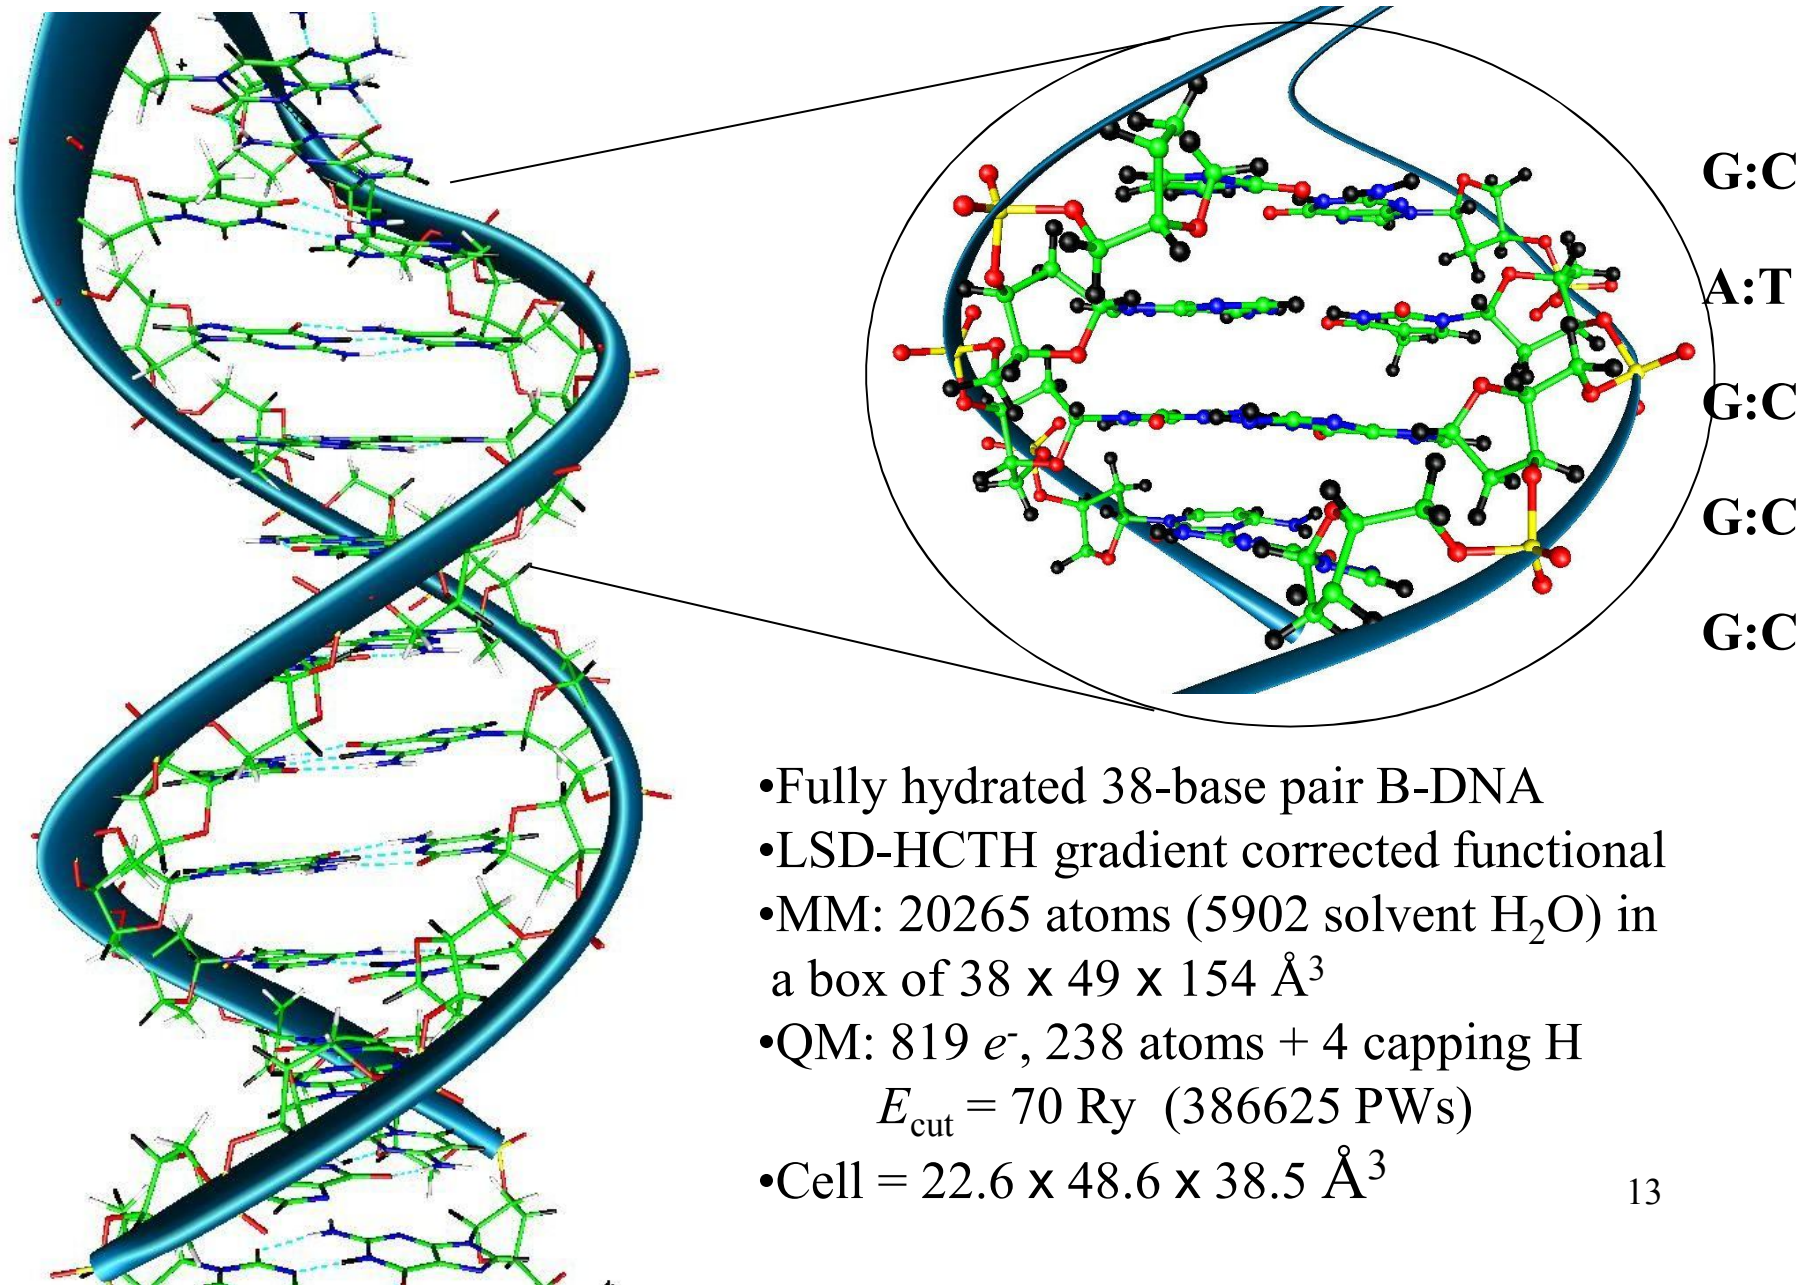 G:C
A:T
G:C
G:C
G:C
•Fully hydrated 38-base pair B-DNA
•LSD-HCTH gradient corrected functional
•MM: 20265 atoms (5902 solvent H₂O) in
a box of 38 x 49 x 154 Å³
•QM: 819 e⁻, 238 atoms + 4 capping H
E_cut = 70 Ry (386625 PWs)
•Cell = 22.6 x 48.6 x 38.5 Å³
13